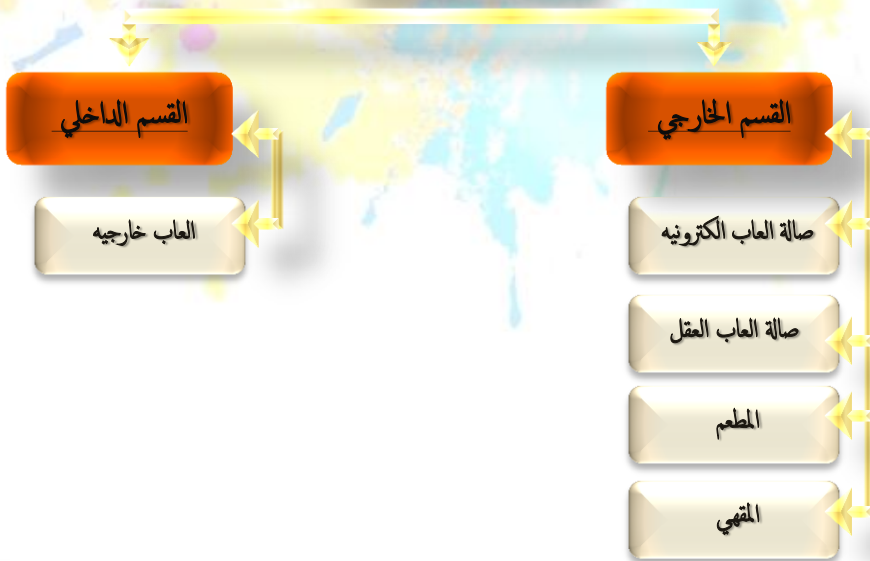 القسم الخارجي
صالة العاب الكترونيه
صالة العاب العقل
المطعم
المقهي
القسم الداخلي
العاب خارجيه